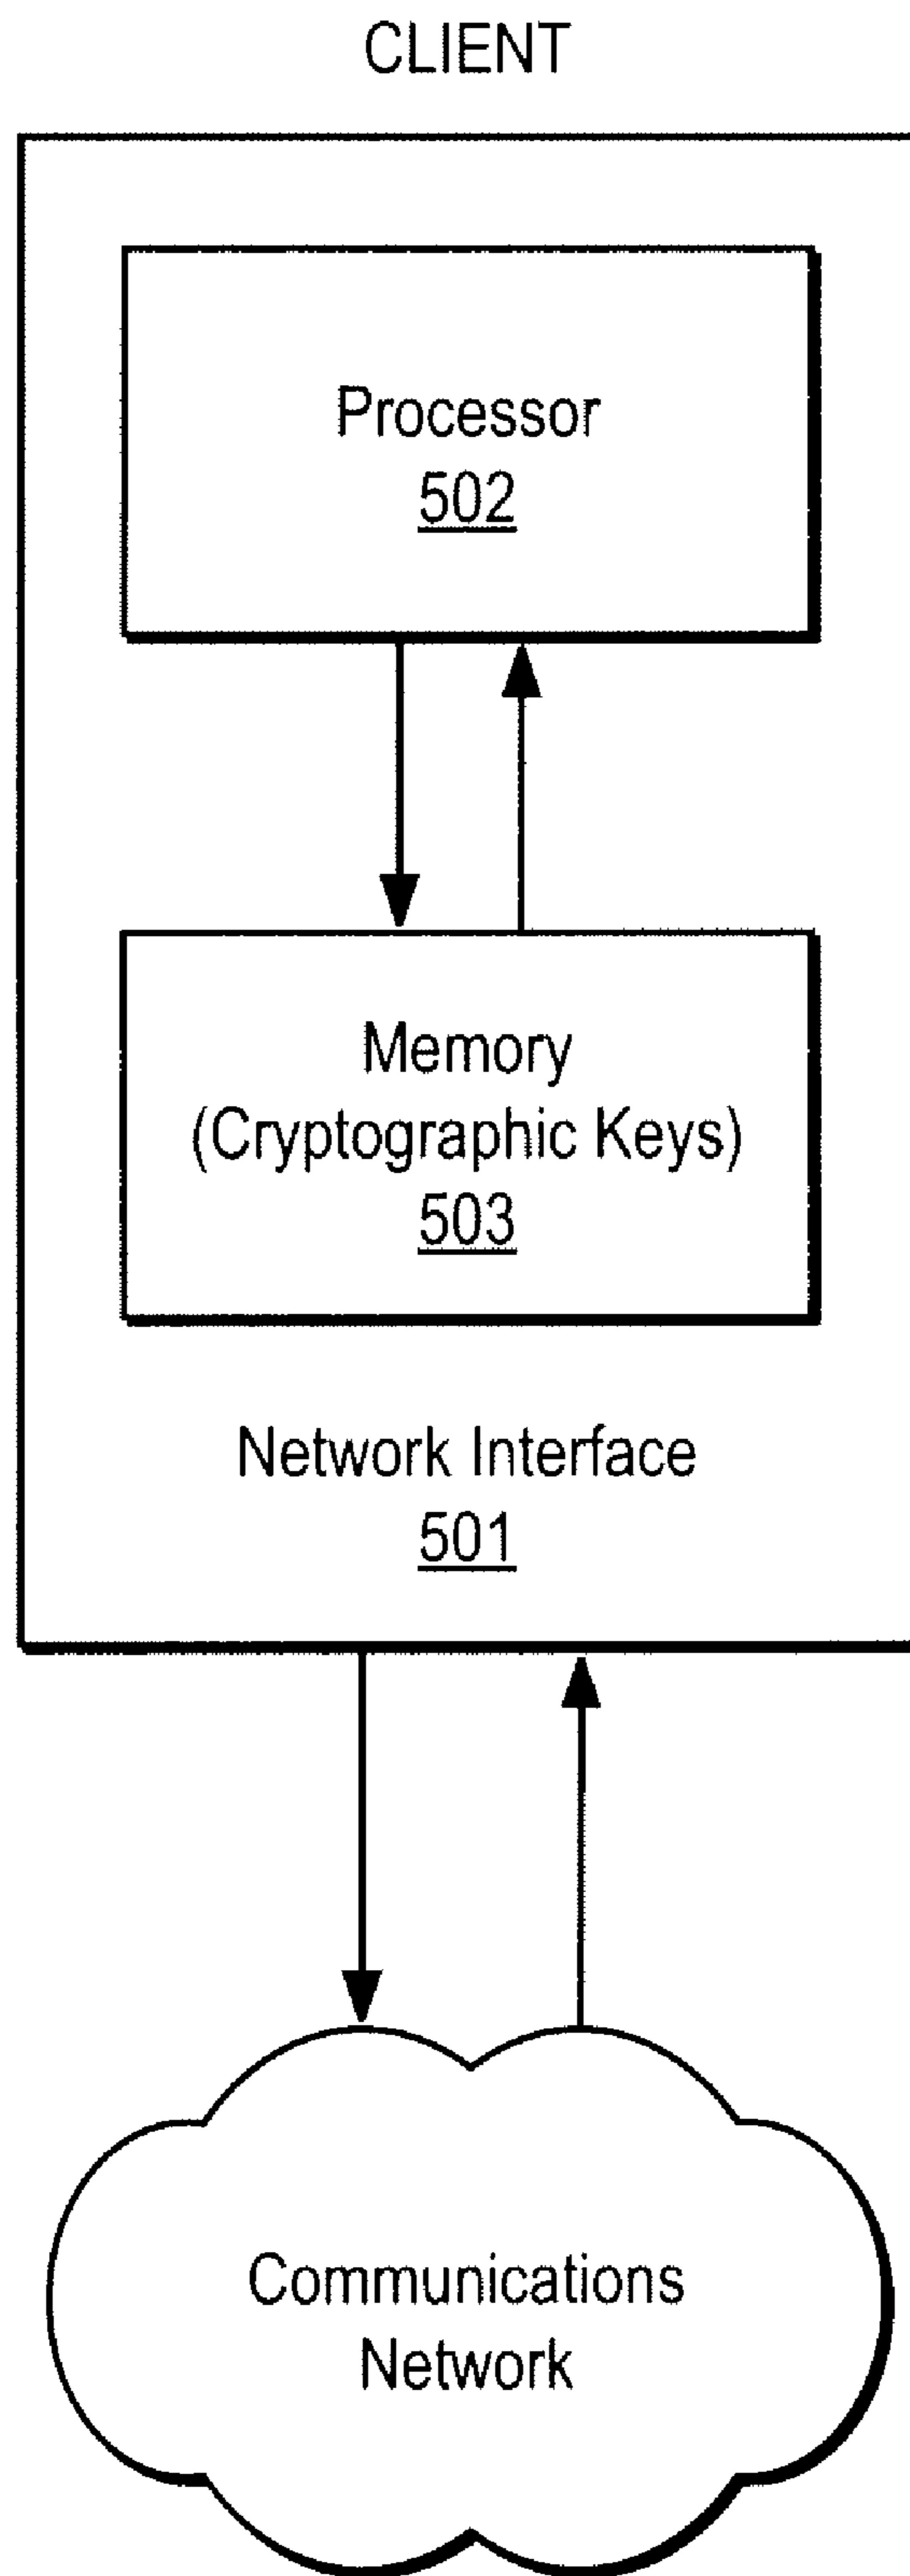 CLIENT
Processor
502
Memory
(Cryptographic Keys)
503
Network Interface
501
Communications
Network